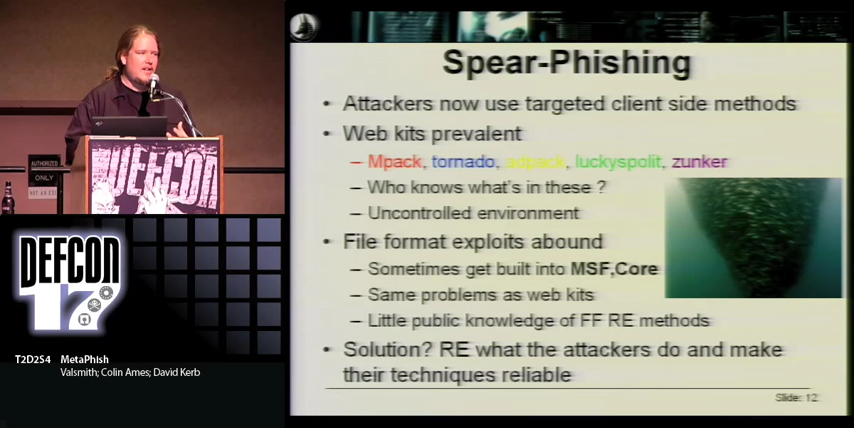 Spear-Phishing
• Attackers now use targeted client side methods
• Web kits prevalent
– Mpack, tornado, adpack, luckyspolit, zunker
– Who knows what's in these ?
– Uncontrolled environment
• File format exploits abound
– Sometimes get built into MSF,Core
– Same problems as web kits
– Little public knowledge of FF RE methods
• Solution? RE what the attackers do and make
their techniques reliable
Slide: 12
AUTHORIZED
ONLY
DEFCON
DEFCON
17
T2D2S4 MetaPhish
Valsmith; Colin Ames; David Kerb